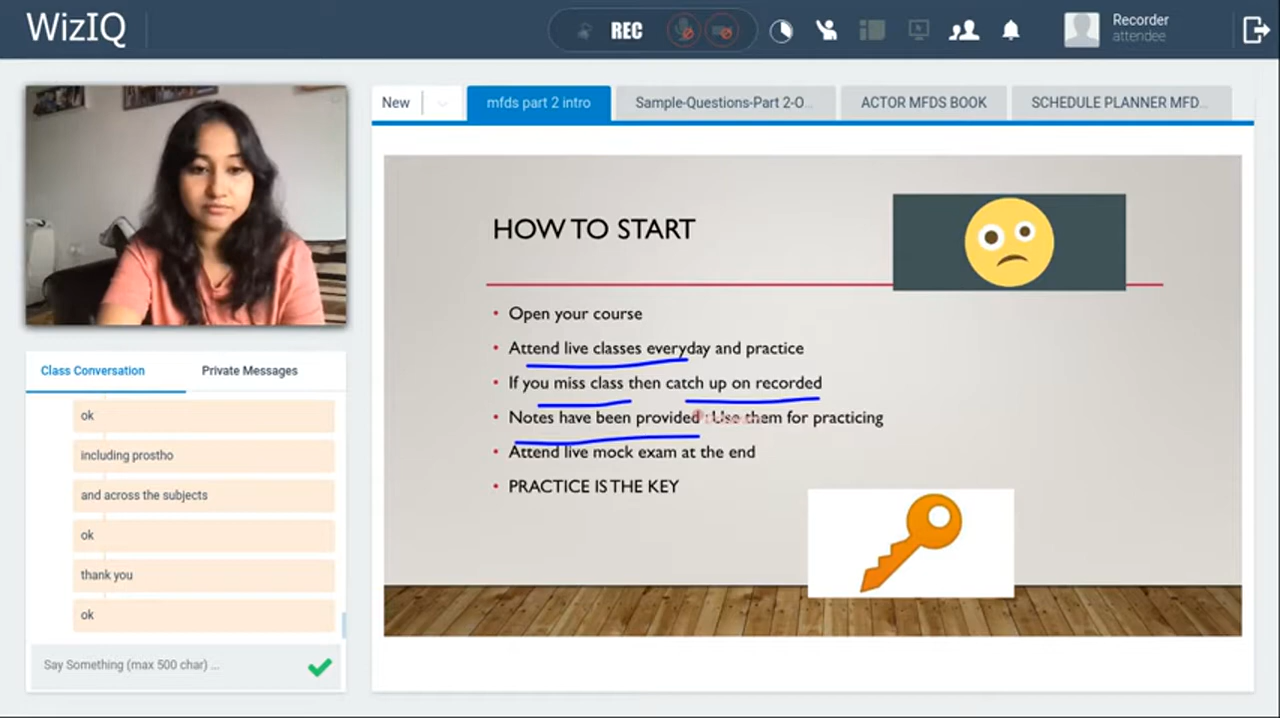 WizIQ
REC
Recorder
attendee
New
mfds part 2 intro
Sample-Questions-Part 2-O...
ACTOR MFDS BOOK
SCHEDULE PLANNER MFD...
HOW TO START
• Open your course
• Attend live classes everyday and practice
• If you miss class then catch up on recorded
• Notes have been provided Use them for practicing
• Attend live mock exam at the end
• PRACTICE IS THE KEY
Class Conversation
Private Messages
ok
including prostho
and across the subjects
ok
thank you
ok
Say Something (max 500 char) ...